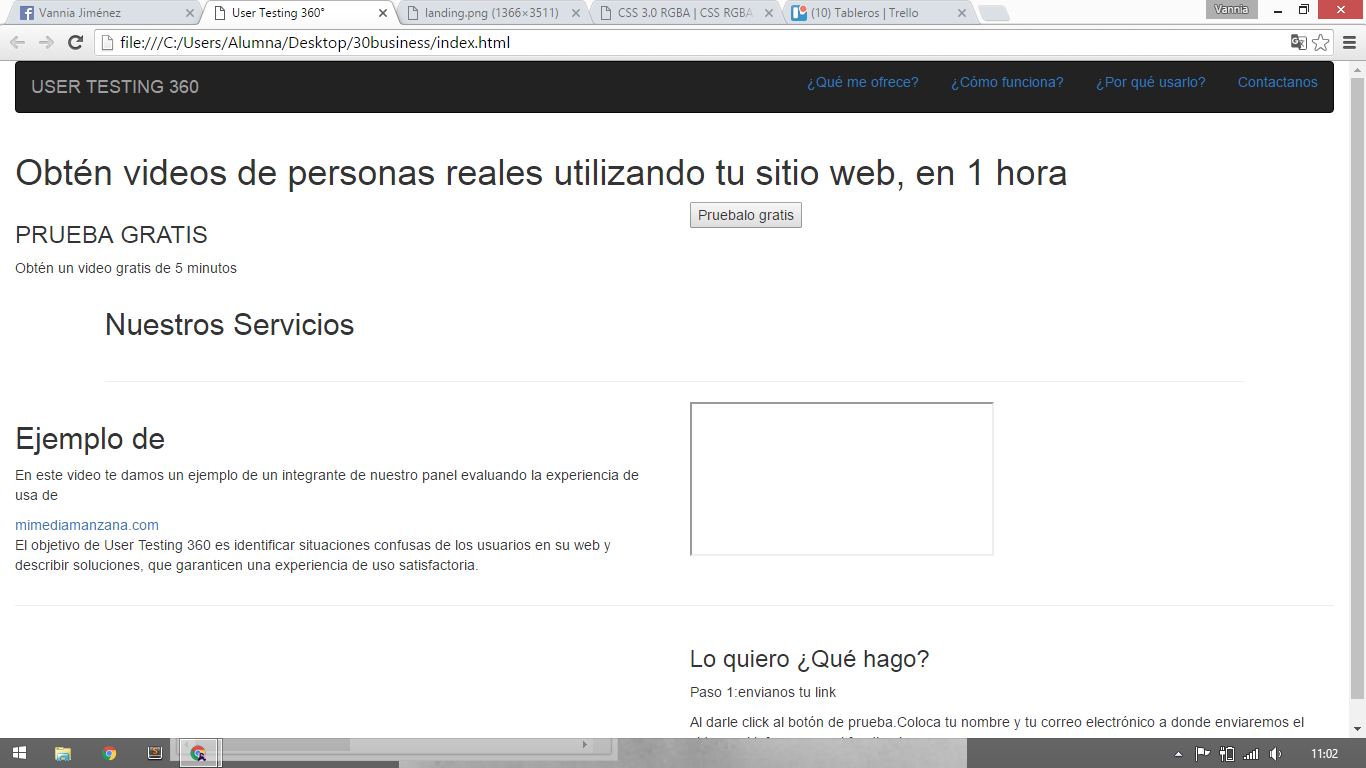 Vannia Jiménez
User Testing 360°
landing.png (1366×3511)
CSS 3.0 RGBA | CSS RGBA
(10) Tableros | Trello
Vannia
file:///C:/Users/Alumna/Desktop/30business/index.html
USER TESTING 360
¿Qué me ofrece?
¿Cómo funciona?
¿Por qué usarlo?
Contactanos
Obtén videos de personas reales utilizando tu sitio web, en 1 hora
Pruebalo gratis
PRUEBA GRATIS
Obtén un video gratis de 5 minutos
Nuestros Servicios
Ejemplo de
En este video te damos un ejemplo de un integrante de nuestro panel evaluando la experiencia de
usa de
mimediamanzana.com
El objetivo de User Testing 360 es identificar situaciones confusas de los usuarios en su web y
describir soluciones, que garanticen una experiencia de uso satisfactoria.
Lo quiero ¿Qué hago?
Paso 1:envianos tu link
Al darle click al botón de prueba.Coloca tu nombre y tu correo electrónico a donde enviaremos el
11:02